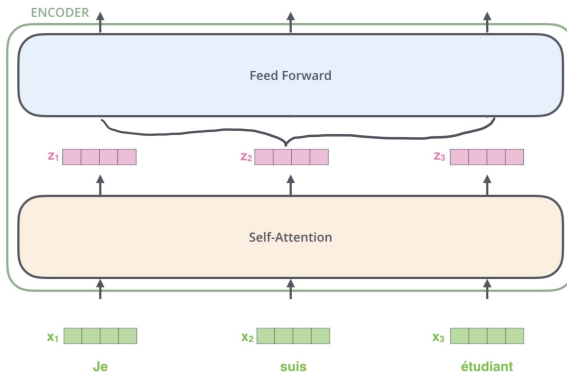 ENCODER
Feed Forward
z₁ z₂ z₃
Self-Attention
x₁ x₂ x₃
Je suis étudiant